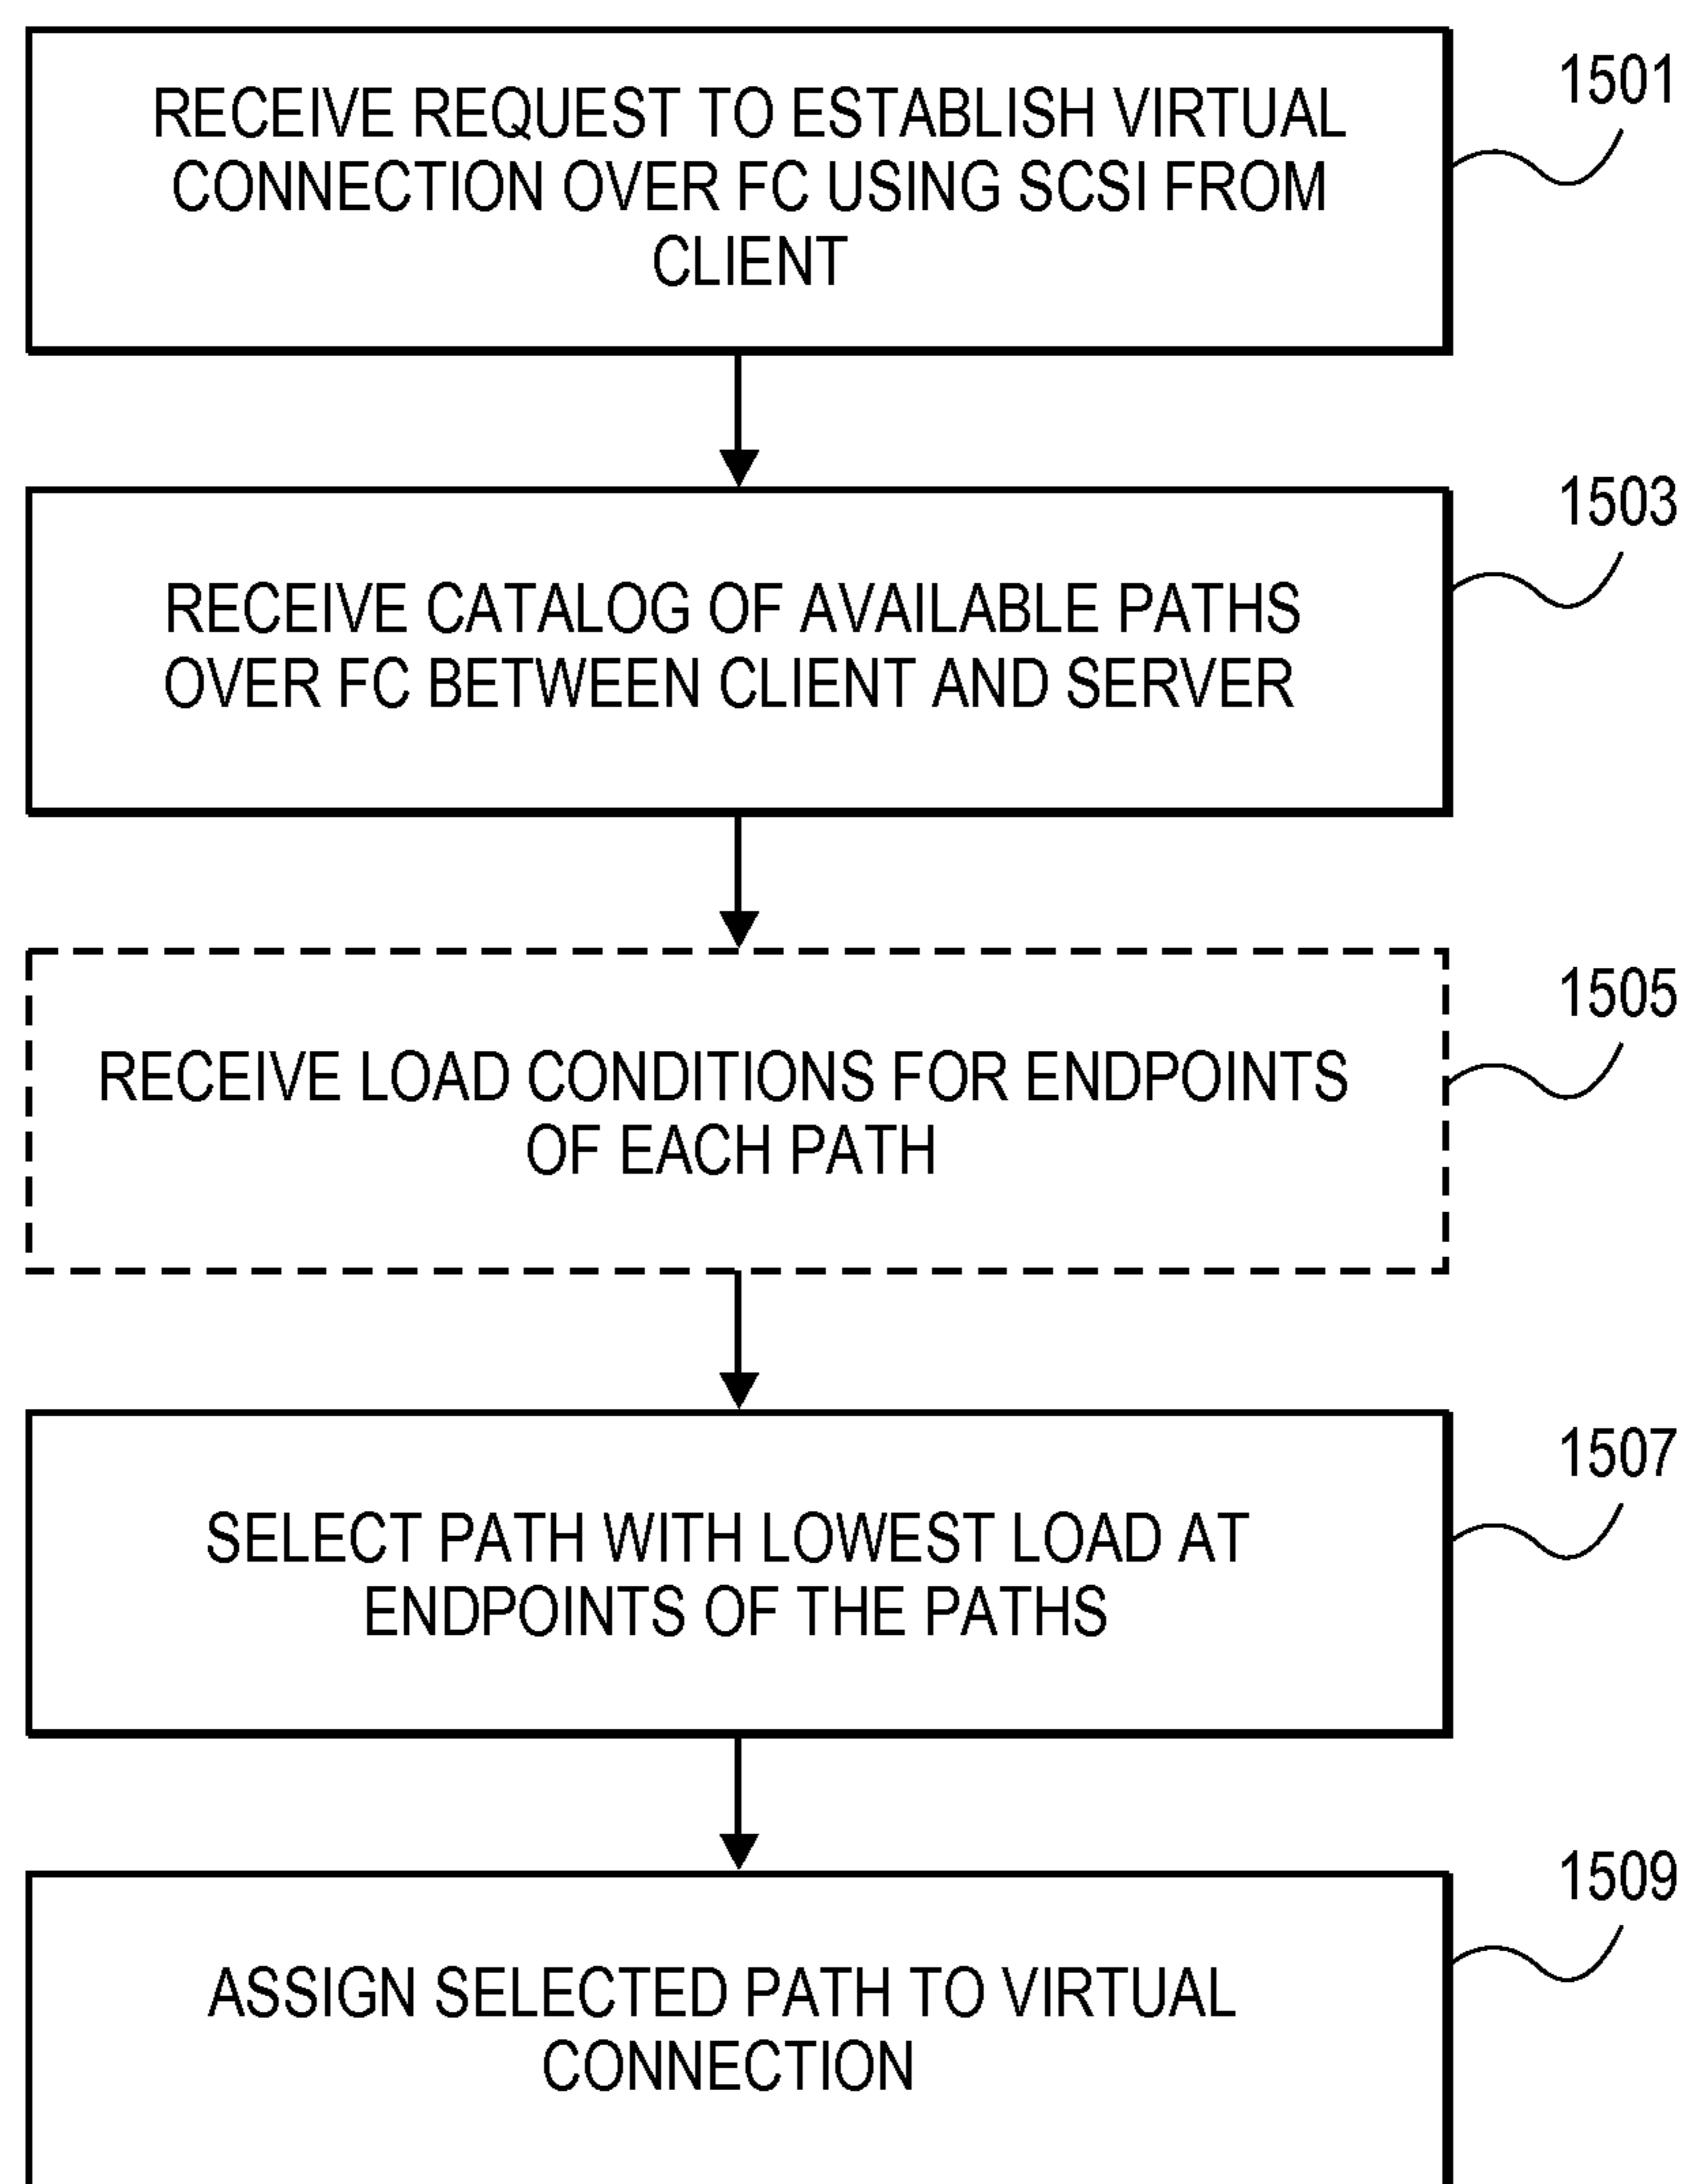 RECEIVE REQUEST TO ESTABLISH VIRTUAL
CONNECTION OVER FC USING SCSI FROM
CLIENT
1501
RECEIVE CATALOG OF AVAILABLE PATHS
OVER FC BETWEEN CLIENT AND SERVER
1503
RECEIVE LOAD CONDITIONS FOR ENDPOINTS
OF EACH PATH
1505
SELECT PATH WITH LOWEST LOAD AT
ENDPOINTS OF THE PATHS
1507
ASSIGN SELECTED PATH TO VIRTUAL
CONNECTION
1509